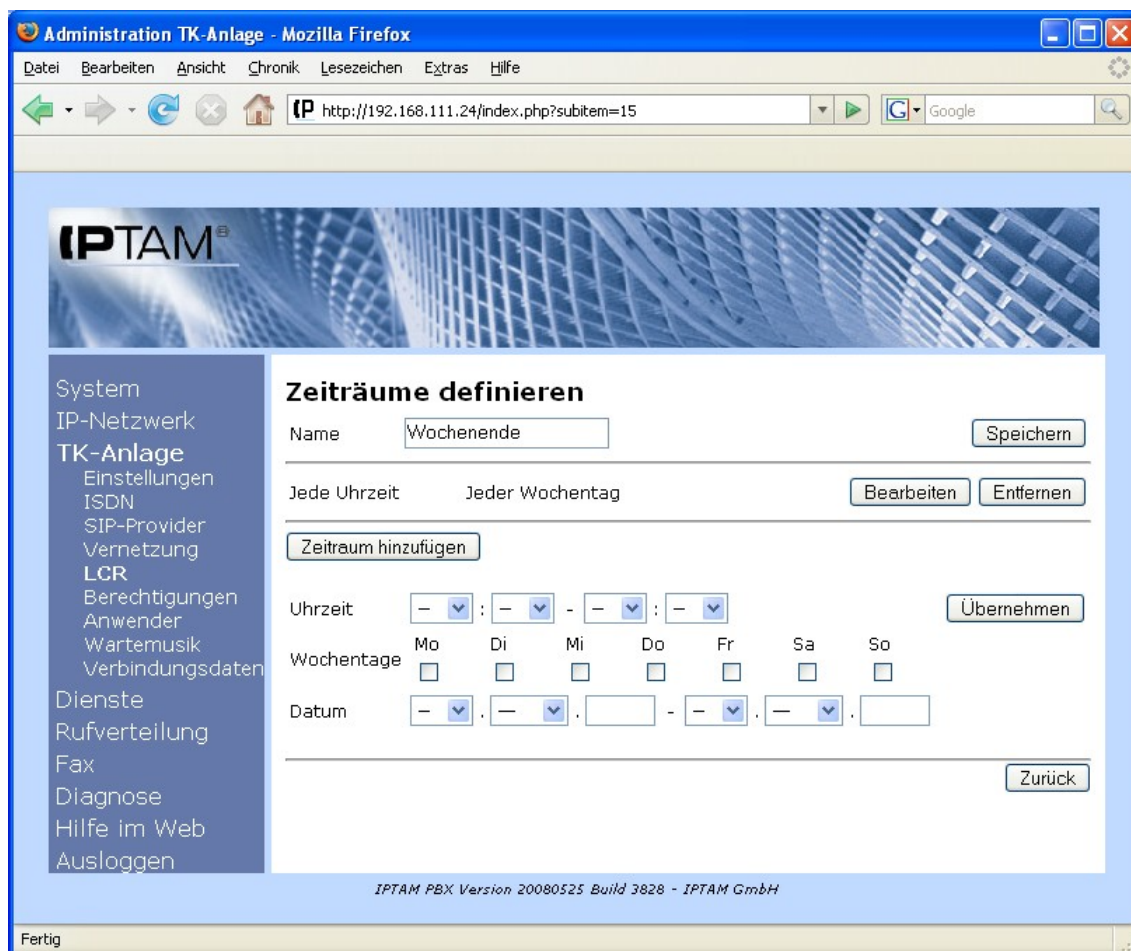 Administration TK-Anlage - Mozilla Firefox
Datei Bearbeiten Ansicht Chronik Lesezeichen Extras Hilfe
(P http://192.168.111.24/index.php?subitem=15 G Google
IPTAM®
System
IP-Netzwerk
TK-Anlage
Einstellungen
ISDN
SIP-Provider
Vernetzung
LCR
Berechtigungen
Anwender
Wartemusik
Verbindungsdaten
Dienste
Rufverteilung
Fax
Diagnose
Hilfe im Web
Ausloggen
Zeiträume definieren
Name Wochenende Speichern
Jede Uhrzeit Jeder Wochentag Bearbeiten Entfernen
Zeitraum hinzufügen
Uhrzeit – : – - – : – Übernehmen
Mo Di Mi Do Fr Sa So
Wochentage
Datum – . — . - – . — .
Zurück
IPTAM PBX Version 20080525 Build 3828 - IPTAM GmbH
Fertig